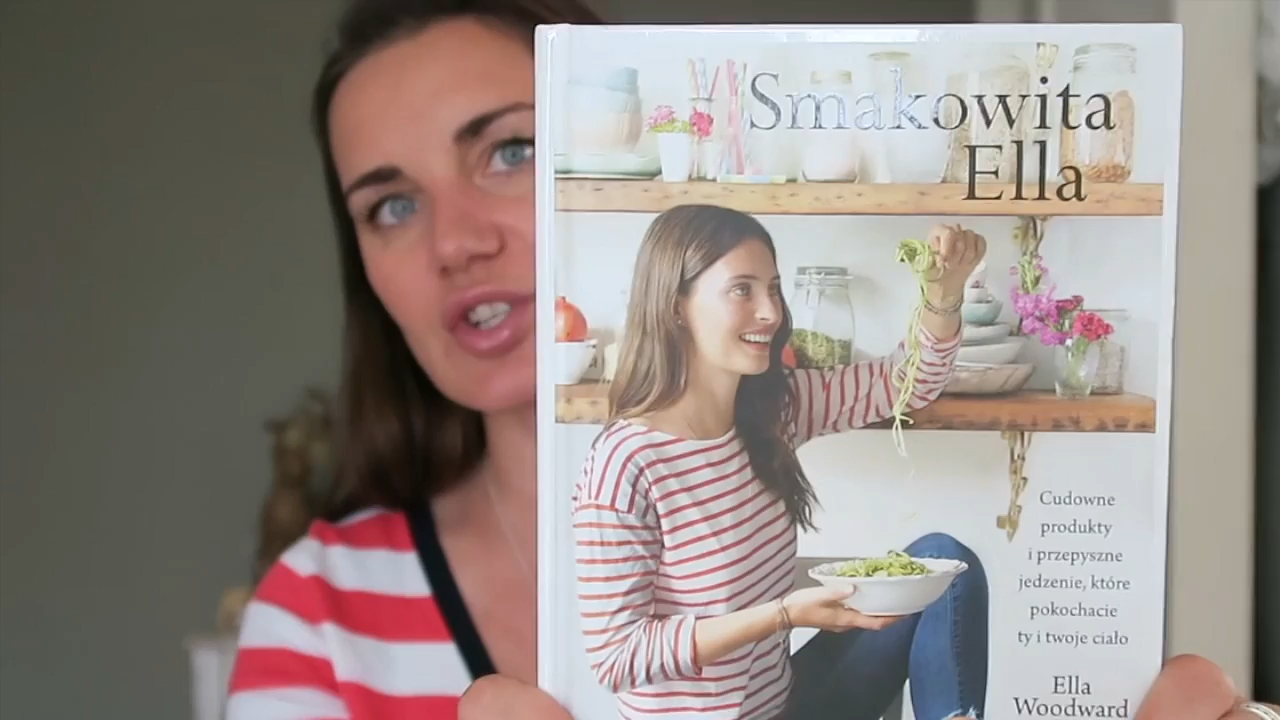 Smakowita
Ella
Cudowne
produkty
i przepyszne
jedzenie, które
pokochacie
ty i twoje ciało
Ella
Woodward